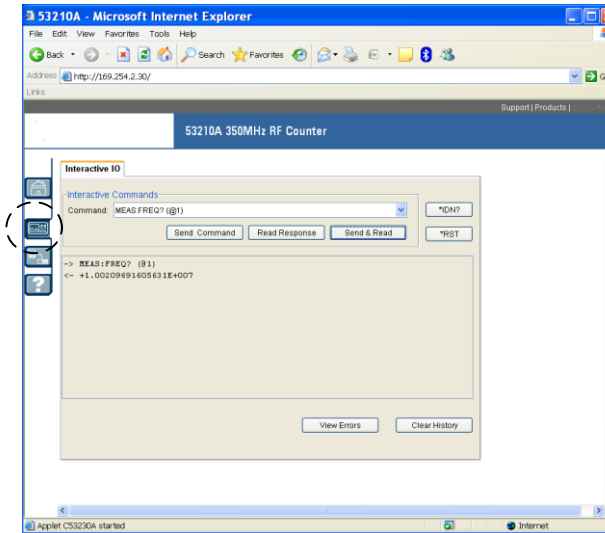 53210A - Microsoft Internet Explorer
File Edit View Favorites Tools Help
Back Search Favorites
Address http://169.254.2.30/
Links
Support | Products |
53210A 350MHz RF Counter
Interactive IO
Interactive Commands
Command: MEAS:FREQ? (@1) *IDN?
Send Command Read Response Send & Read *RST
-> MEAS:FREQ? (@1)
<- +1.00209691605631E+007
View Errors Clear History
Applet C53230A started Internet